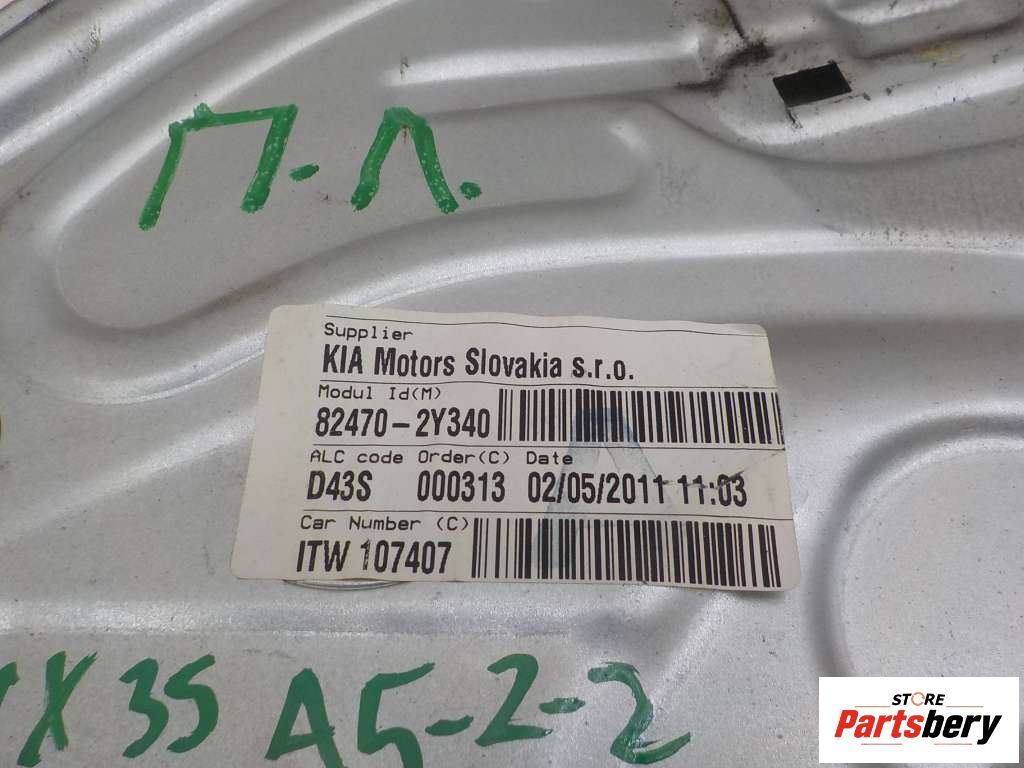 П.Л.
Supplier
KIA Motors Slovakia s.r.o.
Modul Id(M)
82470-2Y340
ALC code Order(C) Date
D43S 000313 02/05/2011 11:03
Car Number (C)
ITW 107407
X35 A5-2-2
STORE
Partsbery